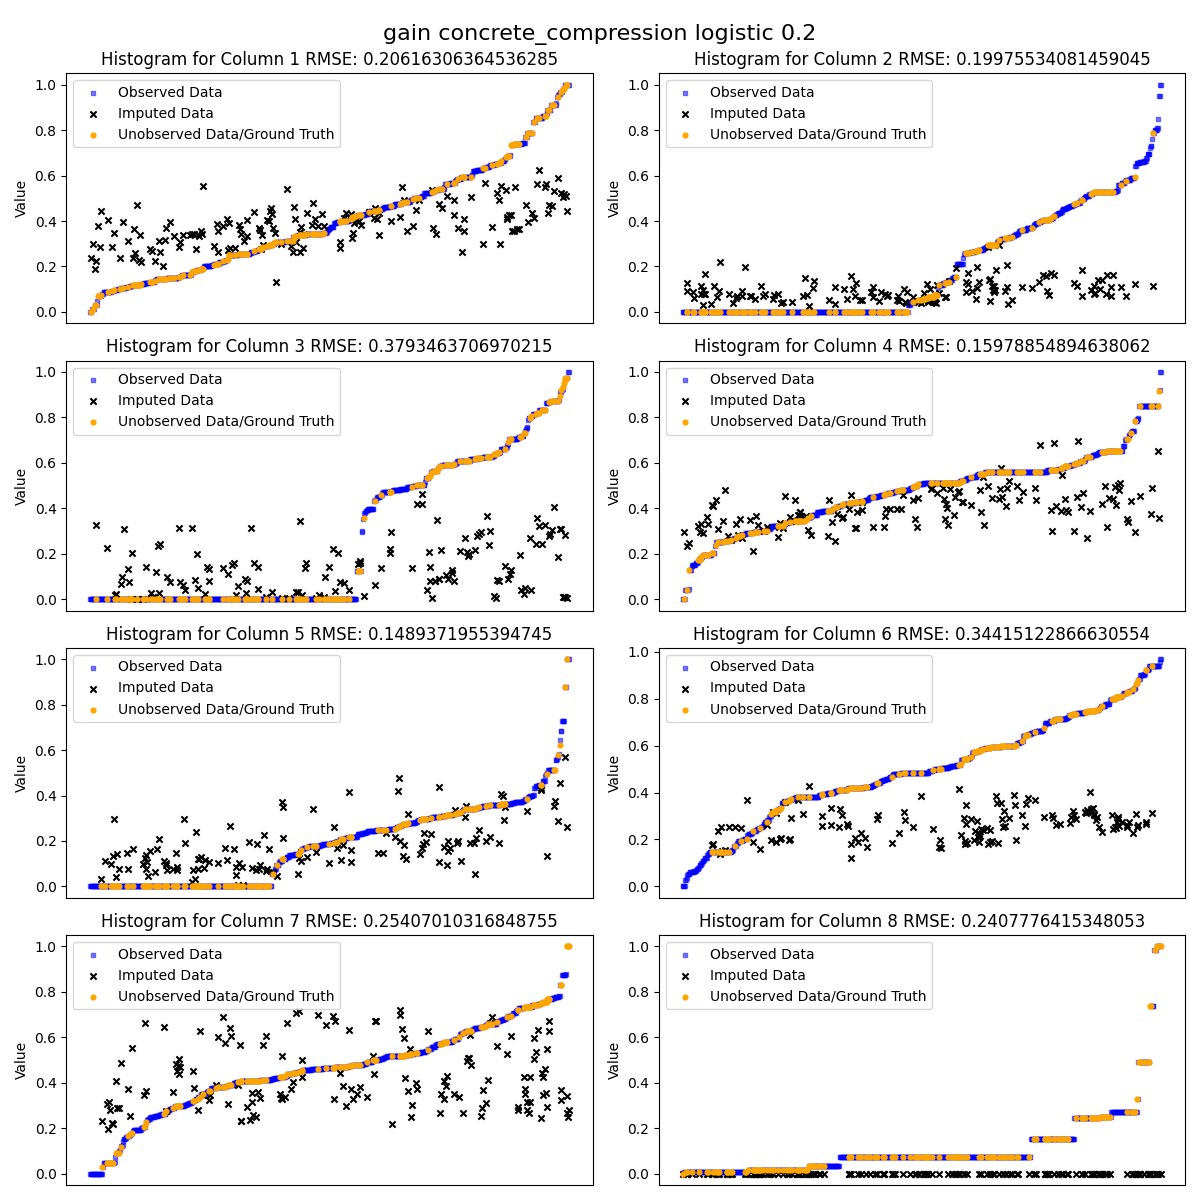 gain concrete_compression logistic 0.2
Histogram for Column 1 RMSE: 0.20616306364536285
Histogram for Column 2 RMSE: 0.19975534081459045
1.0
0.8
0.6
0.4
0.2
0.0
Value
Observed Data
Imputed Data
Unobserved Data/Ground Truth
1.0
0.8
0.6
0.4
0.2
0.0
Value
Observed Data
Imputed Data
Unobserved Data/Ground Truth
Histogram for Column 3 RMSE: 0.3793463706970215
Histogram for Column 4 RMSE: 0.15978854894638062
1.0
0.8
0.6
0.4
0.2
0.0
Value
Observed Data
Imputed Data
Unobserved Data/Ground Truth
1.0
0.8
0.6
0.4
0.2
0.0
Value
Observed Data
Imputed Data
Unobserved Data/Ground Truth
Histogram for Column 5 RMSE: 0.1489371955394745
Histogram for Column 6 RMSE: 0.34415122866630554
1.0
0.8
0.6
0.4
0.2
0.0
Value
Observed Data
Imputed Data
Unobserved Data/Ground Truth
1.0
0.8
0.6
0.4
0.2
0.0
Value
Observed Data
Imputed Data
Unobserved Data/Ground Truth
Histogram for Column 7 RMSE: 0.25407010316848755
Histogram for Column 8 RMSE: 0.2407776415348053
1.0
0.8
0.6
0.4
0.2
0.0
Value
Observed Data
Imputed Data
Unobserved Data/Ground Truth
1.0
0.8
0.6
0.4
0.2
0.0
Value
Observed Data
Imputed Data
Unobserved Data/Ground Truth